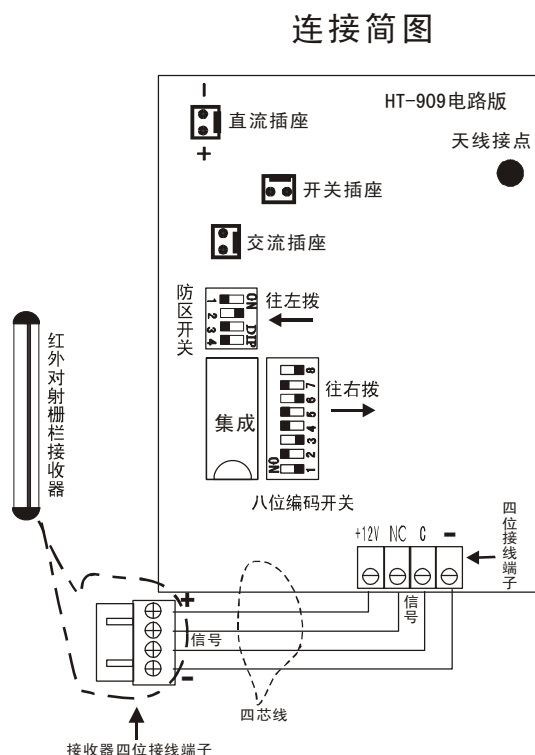 连接简图
HT-909电路版
天线接点
-
直流插座
+
开关插座
交流插座
防区开关
1 2 3 4
ON DIP
往左拨
红外对射栅栏接收器
集成
8 7 6 5 4 3 2 1
ON
往右拨
八位编码开关
四位接线端子
+12V NC C -
信号
+
信号
-
四芯线
接收器四位接线端子